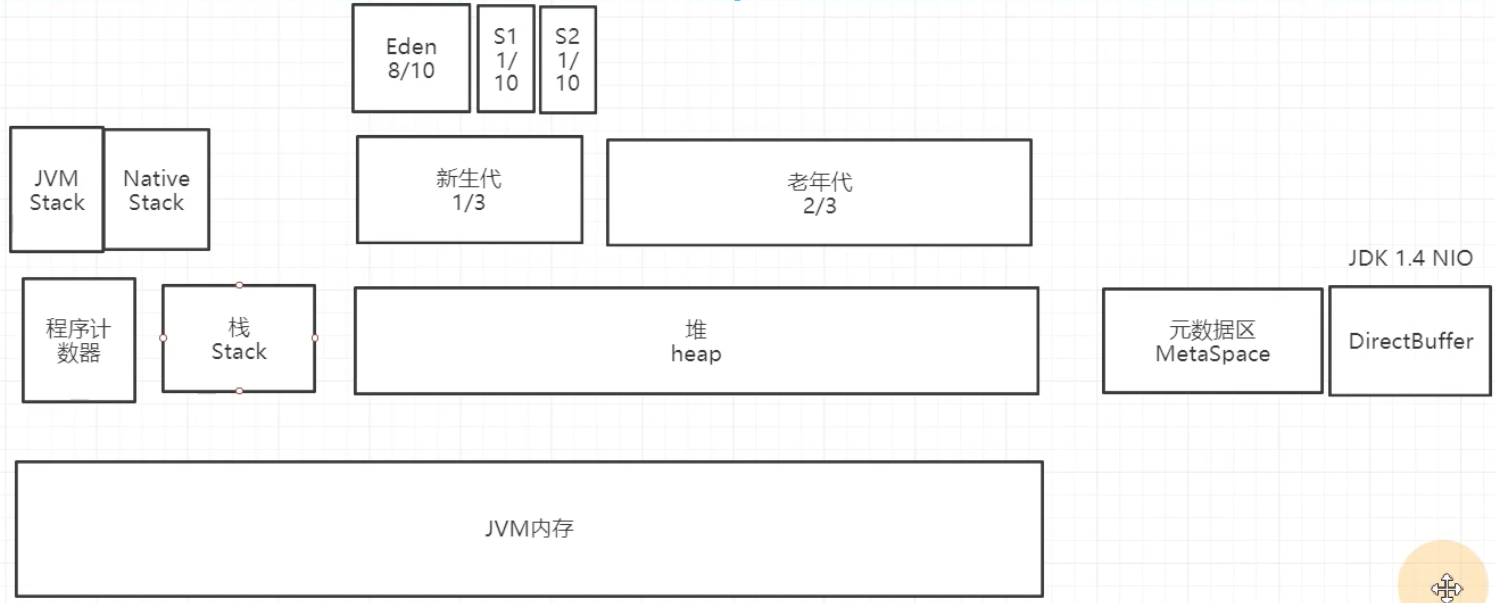 Eden
8/10
S1
1/
10
S2
1/
10
JVM
Stack
Native
Stack
新生代
1/3
老年代
2/3
JDK 1.4 NIO
程序计
数器
栈
Stack
堆
heap
元数据区
MetaSpace
DirectBuffer
JVM内存